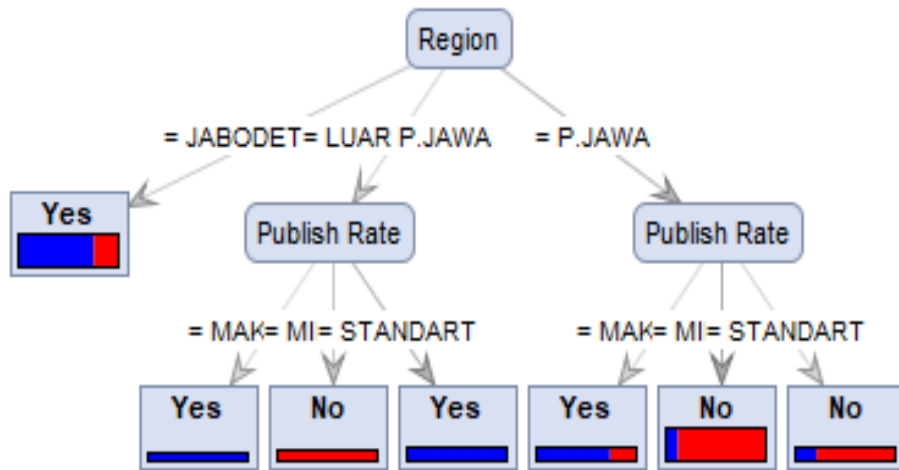 Region
= JABODET= LUAR P.JAWA = P.JAWA
Yes
Publish Rate Publish Rate
= MAK= MI= STANDART = MAK= MI= STANDART
Yes No Yes Yes No No